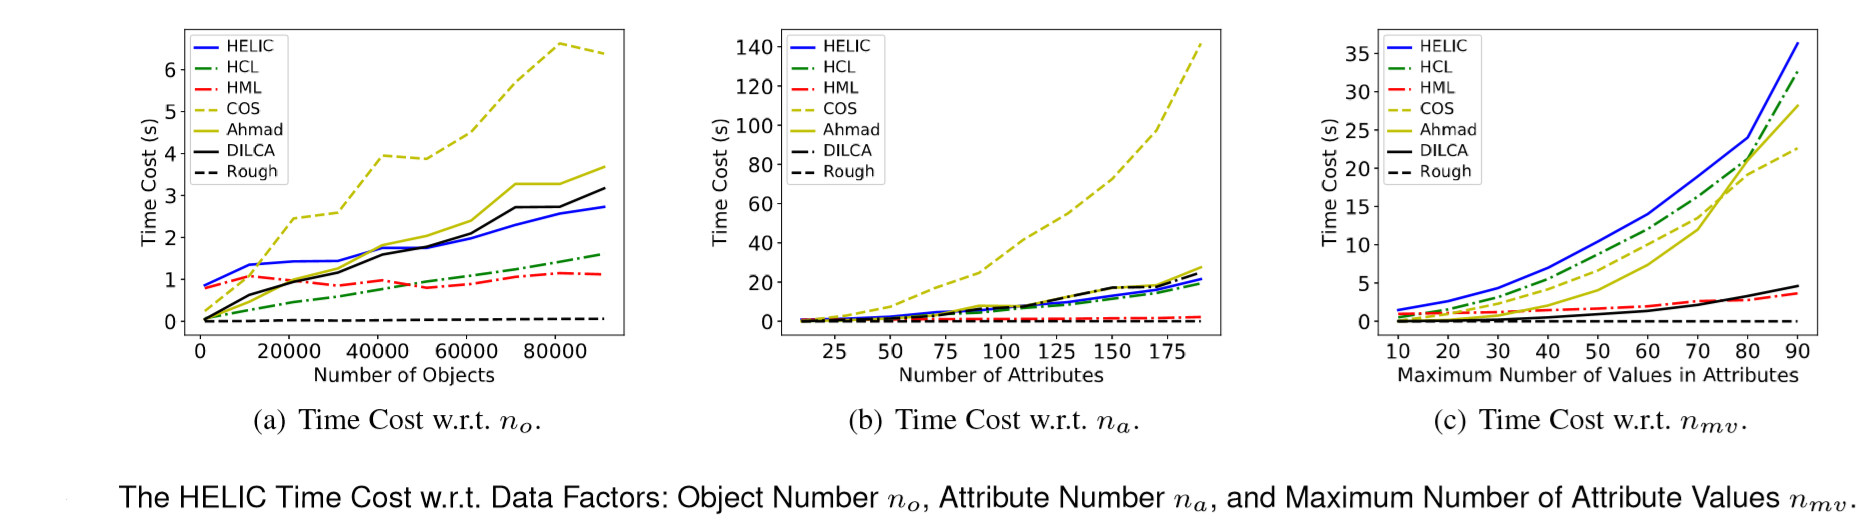 HELIC
HCL
HML
COS
Ahmad
DILCA
Rough
Time Cost (s)
6
5
4
3
2
1
0
0 20000 40000 60000 80000
Number of Objects
(a) Time Cost w.r.t. n_o.
HELIC
HCL
HML
COS
Ahmad
DILCA
Rough
Time Cost (s)
140
120
100
80
60
40
20
0
25 50 75 100 125 150 175
Number of Attributes
(b) Time Cost w.r.t. n_a.
HELIC
HCL
HML
COS
Ahmad
DILCA
Rough
Time Cost (s)
35
30
25
20
15
10
5
0
10 20 30 40 50 60 70 80 90
Maximum Number of Values in Attributes
(c) Time Cost w.r.t. n_{mv}.
The HELIC Time Cost w.r.t. Data Factors: Object Number n_o, Attribute Number n_a, and Maximum Number of Attribute Values n_{mv}.